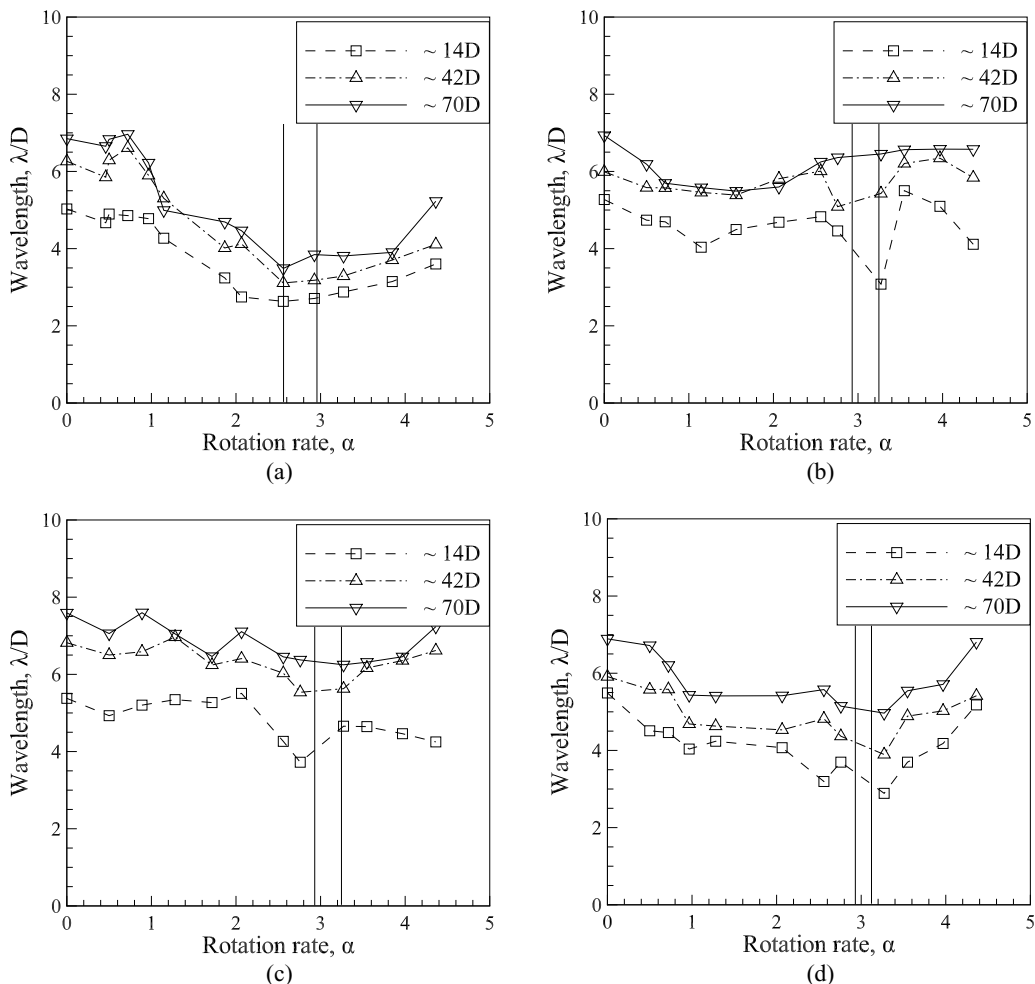 10
8
6
4
2
0
Wavelength, λ/D
~ 14D
~ 42D
~ 70D
0 1 2 3 4 5
Rotation rate, α
(a)
10
8
6
4
2
0
Wavelength, λ/D
~ 14D
~ 42D
~ 70D
0 1 2 3 4 5
Rotation rate, α
(b)
10
8
6
4
2
0
Wavelength, λ/D
~ 14D
~ 42D
~ 70D
0 1 2 3 4 5
Rotation rate, α
(c)
10
8
6
4
2
0
Wavelength, λ/D
~ 14D
~ 42D
~ 70D
0 1 2 3 4 5
Rotation rate, α
(d)